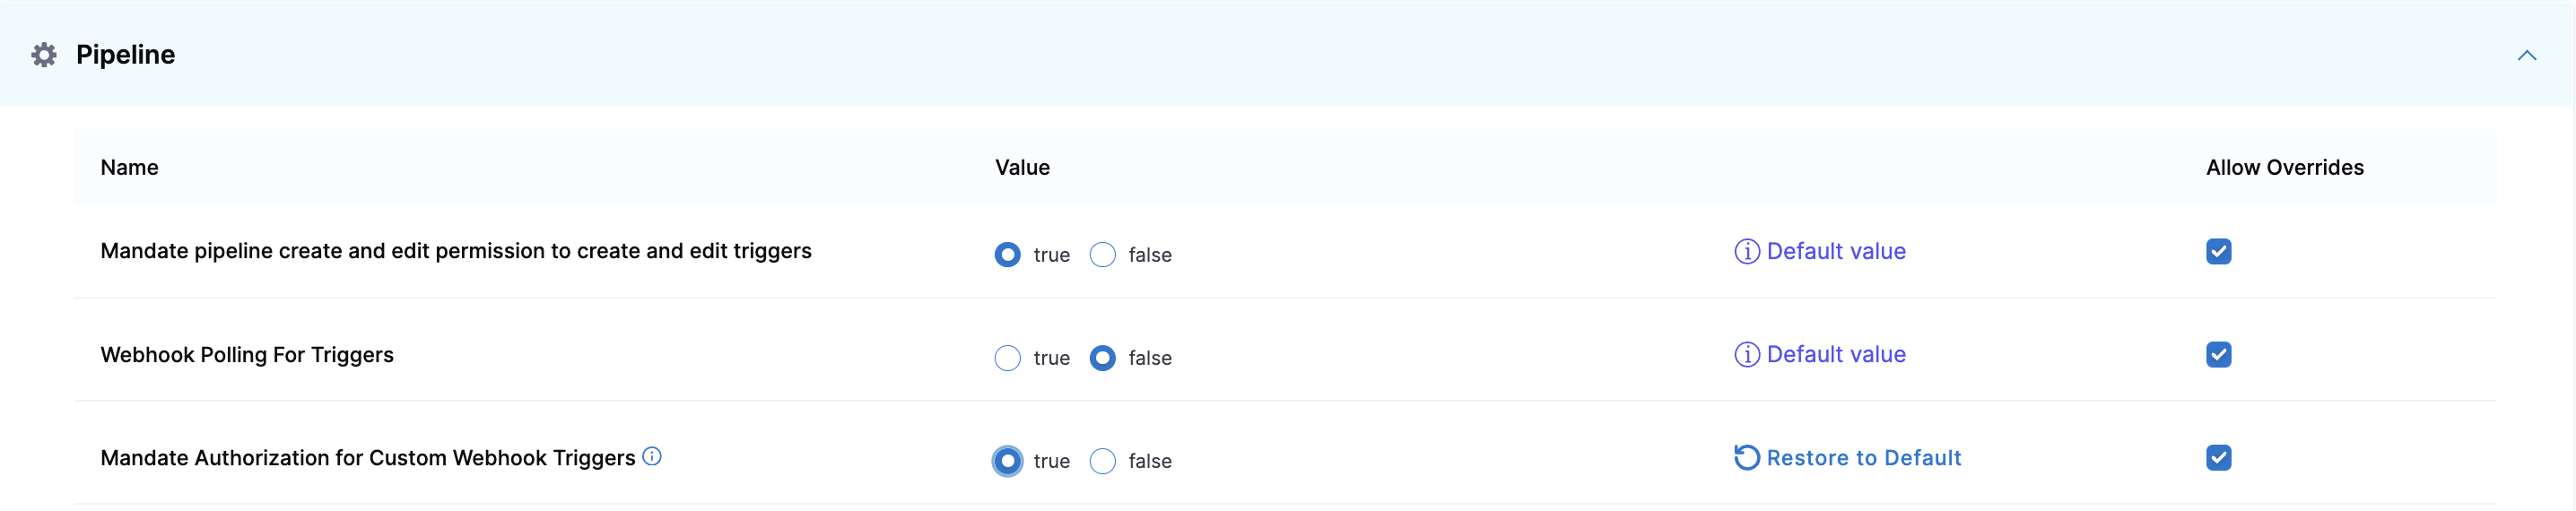 Pipeline
Name Value Allow Overrides
Mandate pipeline create and edit permission to create and edit triggers true false Default value
Webhook Polling For Triggers true false Default value
Mandate Authorization for Custom Webhook Triggers true false Restore to Default